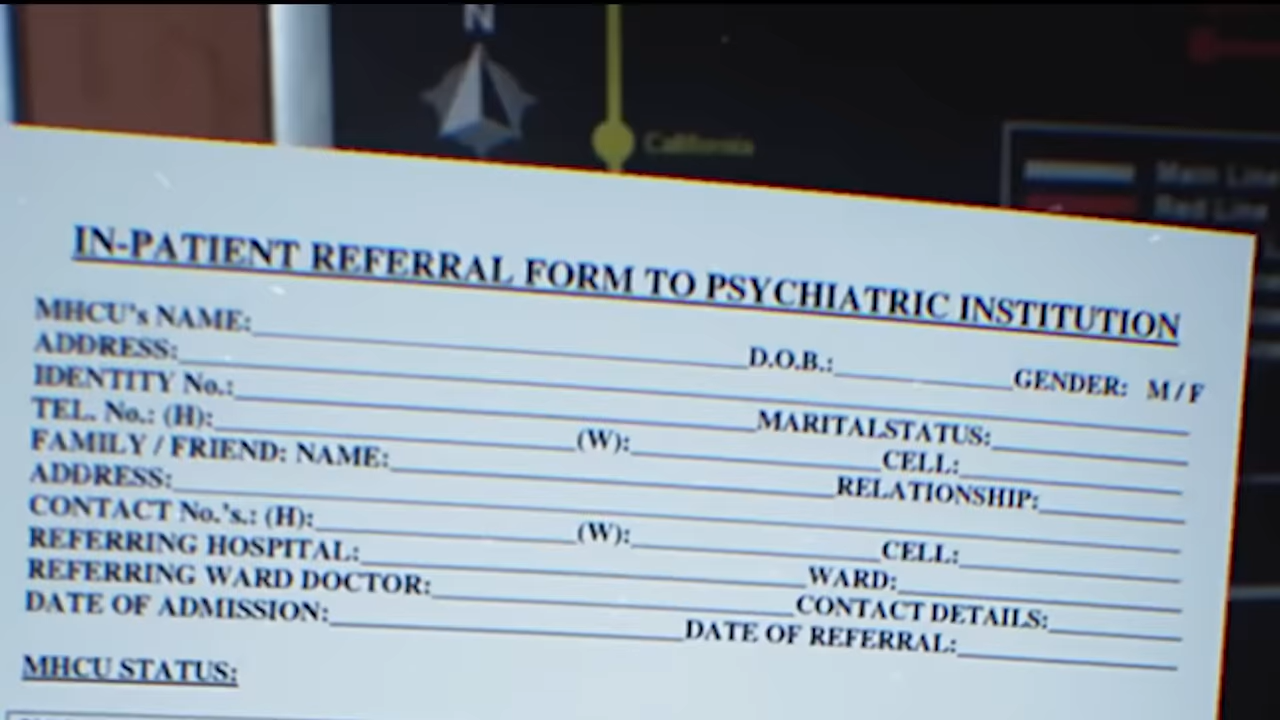 N
California
Main Line
Red Line
IN-PATIENT REFERRAL FORM TO PSYCHIATRIC INSTITUTION
MHCU's NAME: D.O.B.: GENDER: M / F
ADDRESS:
IDENTITY No.: MARITALSTATUS:
TEL. No.: (H): (W): CELL:
FAMILY / FRIEND: NAME: RELATIONSHIP:
ADDRESS:
CONTACT No.'s.: (H): (W): CELL:
REFERRING HOSPITAL: WARD:
REFERRING WARD DOCTOR: CONTACT DETAILS:
DATE OF ADMISSION: DATE OF REFERRAL:
MHCU STATUS: